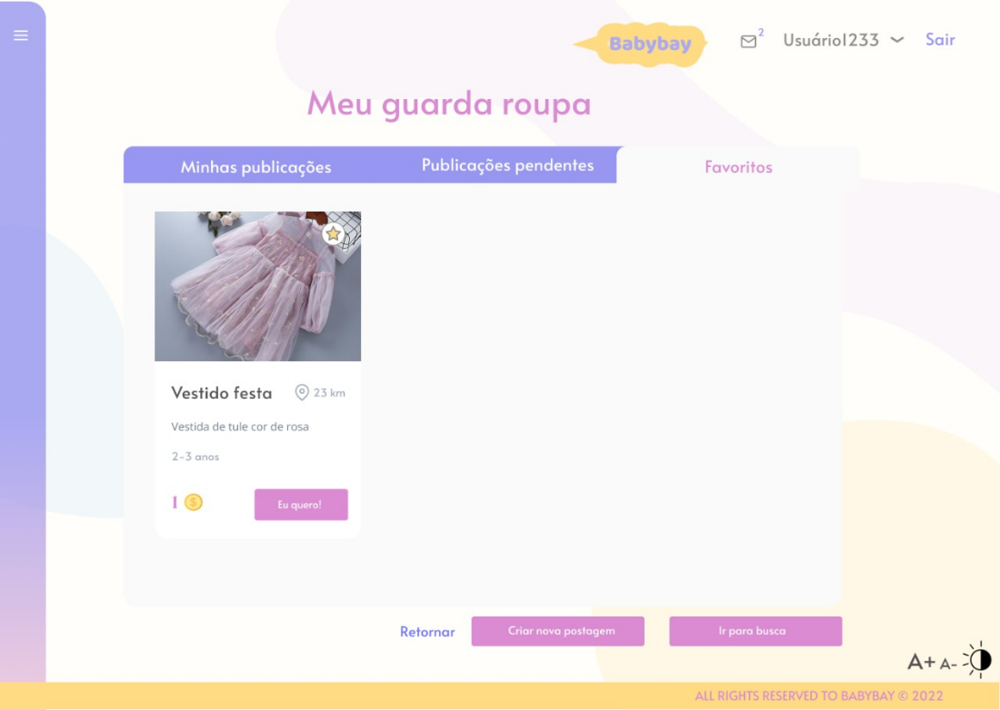 Babybay
2
Usuário1233
Sair
Meu guarda roupa
Minhas publicações
Publicações pendentes
Favoritos
Vestido festa
23 km
Vestida de tule cor de rosa
2-3 anos
1 $
Eu quero!
Retornar
Criar nova postagem
Ir para busca
A+ A-
ALL RIGHTS RESERVED TO BABYBAY © 2022